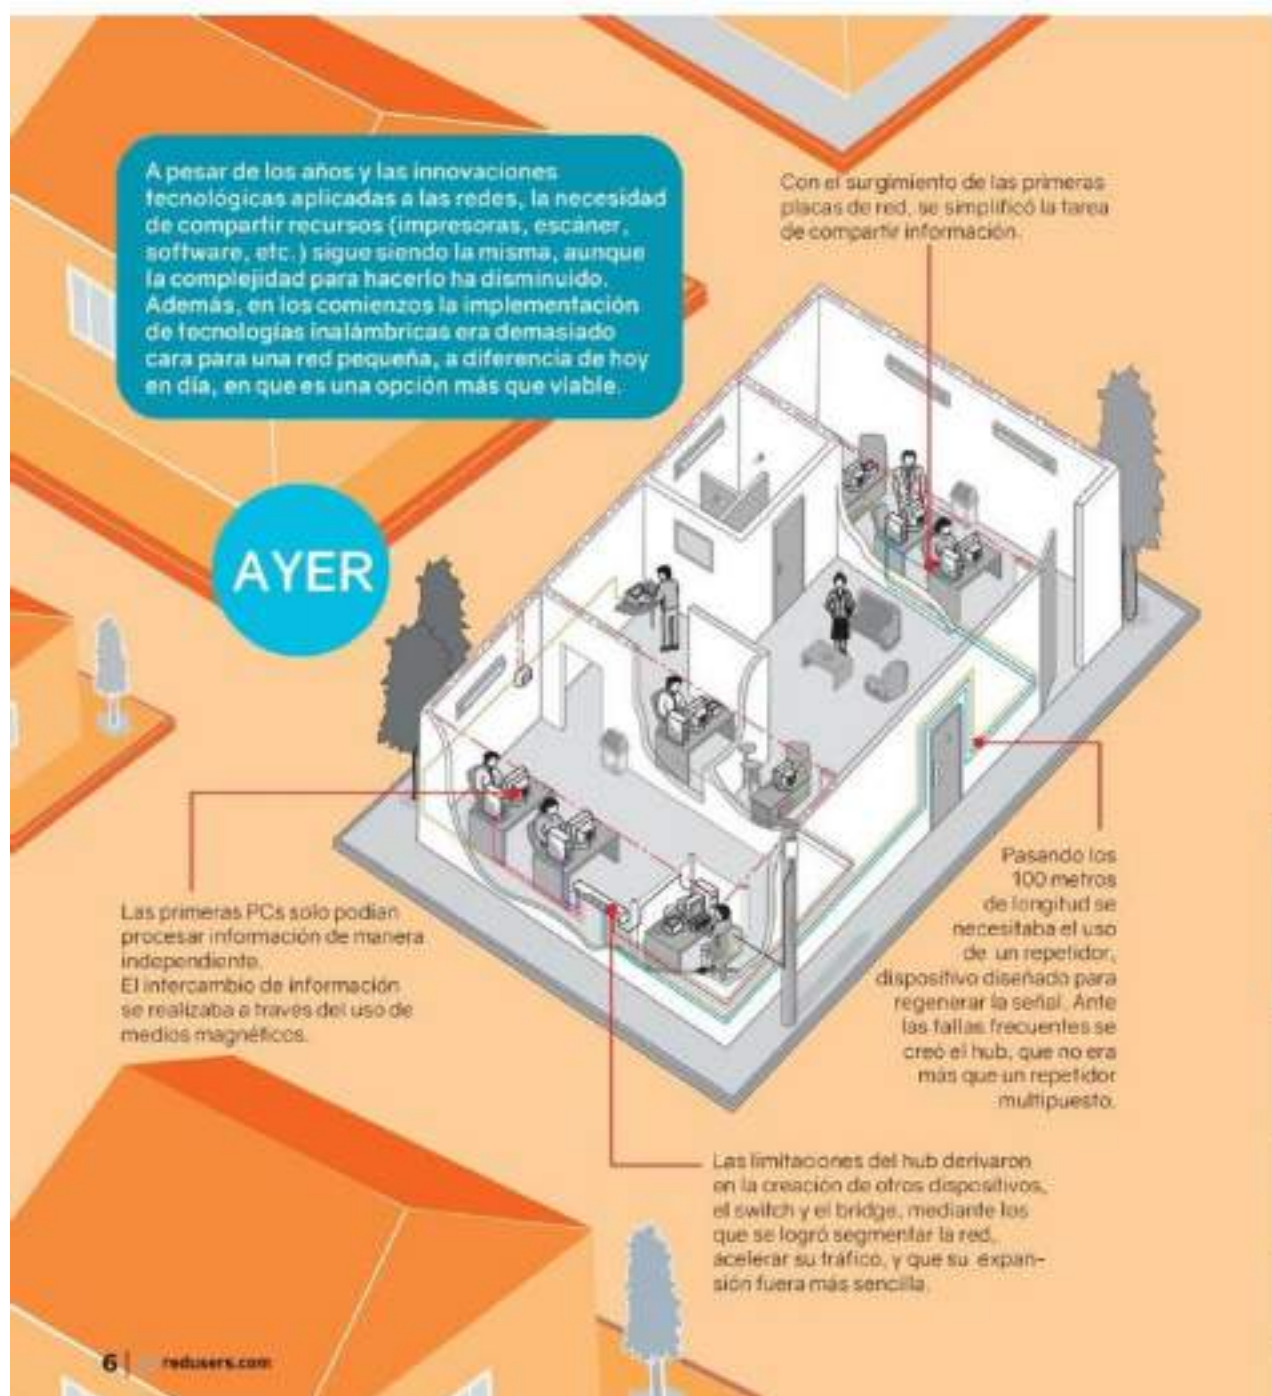 A pesar de los años y las innovaciones
tecnológicas aplicadas a las redes, la necesidad
de compartir recursos (impresoras, escáner,
software, etc.) sigue siendo la misma, aunque
la complejidad para hacerlo ha disminuido.
Además, en los comienzos la implementación
de tecnologías inalámbricas era demasiado
cara para una red pequeña, a diferencia de hoy
en día, en que es una opción más que viable.
Con el surgimiento de las primeras
placas de red, se simplificó la tarea
de compartir información.
AYER
Las primeras PCs solo podían
procesar información de manera
independiente.
El intercambio de información
se realizaba a través del uso de
medios magnéticos.
Pasando los
100 metros
de longitud se
necesitaba el uso
de un repetidor,
dispositivo diseñado para
regenerar la señal. Ante
las fallas frecuentes se
creó el hub, que no era
más que un repetidor
multipuesto.
Las limitaciones del hub derivaron
en la creación de otros dispositivos,
el switch y el bridge, mediante los
que se logró segmentar la red,
acelerar su tráfico, y que su expan-
sión fuera más sencilla.
6 | redusers.com